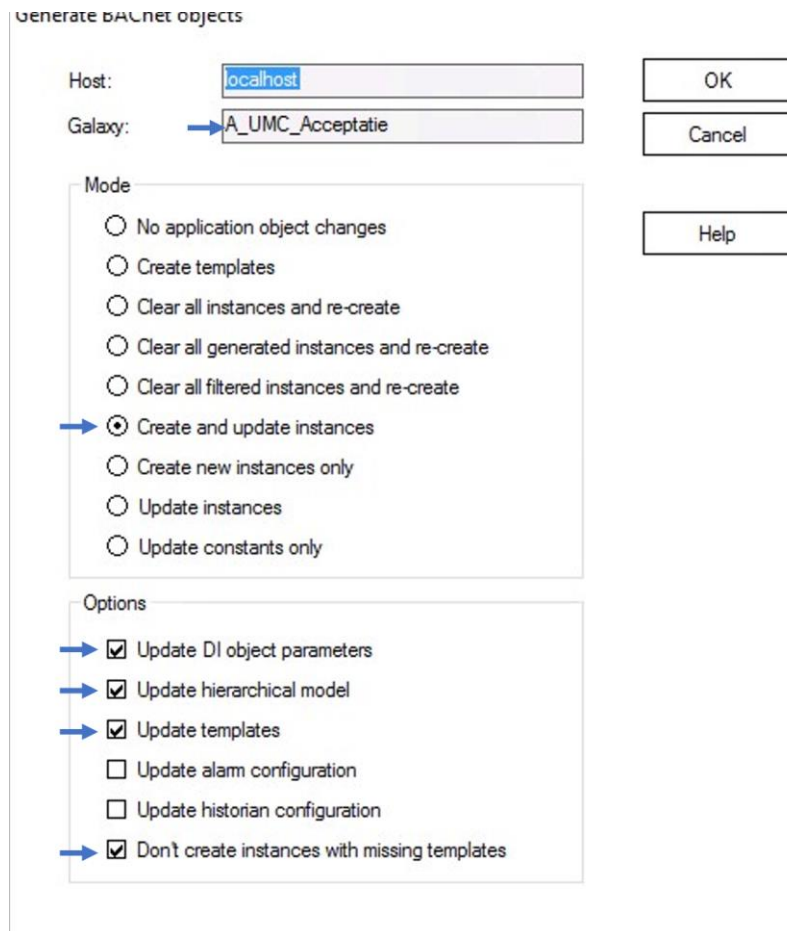 Generate BACnet objects
Host: localhost OK
Galaxy: A_UMC_Acceptatie Cancel
Mode
No application object changes Help
Create templates
Clear all instances and re-create
Clear all generated instances and re-create
Clear all filtered instances and re-create
Create and update instances
Create new instances only
Update instances
Update constants only
Options
Update DI object parameters
Update hierarchical model
Update templates
Update alarm configuration
Update historian configuration
Don't create instances with missing templates